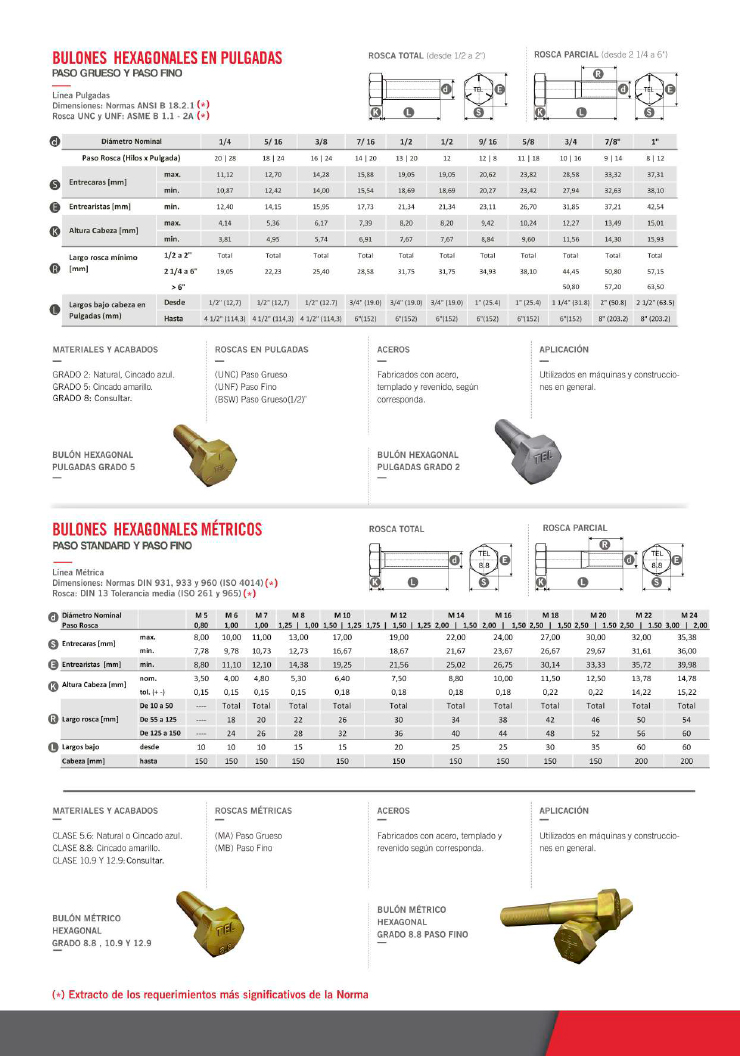 BULONES HEXAGONALES EN PULGADAS
PASO GRUESO Y PASO FINO
Línea Pulgadas
Dimensiones: Normas ANSI B 18.2.1 (*)
Rosca UNC y UNF: ASME B 1.1 - 2A (*)
ROSCA TOTAL (desde 1/2 a 2")
K L d TEL E S
ROSCA PARCIAL (desde 2 1/4 a 6")
R K L d TEL E S
d Diámetro Nominal 1/4 5/ 16 3/8 7/ 16 1/2 1/2 9/ 16 5/8 3/4 7/8" 1"
Paso Rosca (Hilos x Pulgada) 20 | 28 18 | 24 16 | 24 14 | 20 13 | 20 12 12 | 8 11 | 18 10 | 16 9 | 14 8 | 12
S Entrecaras [mm] max. 11,12 12,70 14,28 15,88 19,05 19,05 20,62 23,82 28,58 33,32 37,31
min. 10,87 12,42 14,00 15,54 18,69 18,69 20,27 23,42 27,94 32,63 38,10
E Entrearistas [mm] min. 12,40 14,15 15,95 17,73 21,34 21,34 23,11 26,70 31,85 37,21 42,54
K Altura Cabeza [mm] max. 4,14 5,36 6,17 7,39 8,20 8,20 9,42 10,24 12,27 13,49 15,01
min. 3,81 4,95 5,74 6,91 7,67 7,67 8,84 9,60 11,56 14,30 15,93
R Largo rosca mínimo [mm] 1/2 a 2" Total Total Total Total Total Total Total Total Total Total Total
2 1/4 a 6" 19,05 22,23 25,40 28,58 31,75 31,75 34,93 38,10 44,45 50,80 57,15
> 6" 50,80 57,20 63,50
L Largos bajo cabeza en Pulgadas (mm) Desde 1/2" (12,7) 1/2" (12,7) 1/2" (12.7) 3/4" (19.0) 3/4" (19.0) 3/4" (19.0) 1" (25.4) 1" (25.4) 1 1/4" (31.8) 2" (50.8) 2 1/2" (63.5)
Hasta 4 1/2" (114,3) 4 1/2" (114,3) 4 1/2" (114,3) 6"(152) 6"(152) 6"(152) 6"(152) 6"(152) 6"(152) 8" (203.2) 8" (203.2)
MATERIALES Y ACABADOS
GRADO 2: Natural, Cincado azul.
GRADO 5: Cincado amarillo.
GRADO 8: Consultar.
ROSCAS EN PULGADAS
(UNC) Paso Grueso
(UNF) Paso Fino
(BSW) Paso Grueso(1/2)"
ACEROS
Fabricados con acero,
templado y revenido, según
corresponda.
APLICACIÓN
Utilizados en máquinas y construccio-
nes en general.
BULÓN HEXAGONAL
PULGADAS GRADO 5
TEL
BULÓN HEXAGONAL
PULGADAS GRADO 2
TEL
BULONES HEXAGONALES MÉTRICOS
PASO STANDARD Y PASO FINO
Línea Métrica
Dimensiones: Normas DIN 931, 933 y 960 (ISO 4014) (*)
Rosca: DIN 13 Tolerancia media (ISO 261 y 965) (*)
ROSCA TOTAL
K L d TEL 8,8 E S
ROSCA PARCIAL
R K L d TEL 8,8 E S
d Diámetro Nominal M 5 M 6 M 7 M 8 M 10 M 12 M 14 M 16 M 18 M 20 M 22 M 24
Paso Rosca 0,80 1,00 1,00 1,25 | 1,00 1,50 | 1,25 1,75 | 1,50 | 1,25 2,00 | 1,50 2,00 | 1,50 2,50 | 1,50 2,50 | 1.50 2,50 | 1.50 3,00 | 2,00
S Entrecaras [mm] max. 8,00 10,00 11,00 13,00 17,00 19,00 22,00 24,00 27,00 30,00 32,00 35,38
min. 7,78 9,78 10,73 12,73 16,67 18,67 21,67 23,67 26,67 29,67 31,61 36,00
E Entrearistas [mm] min. 8,80 11,10 12,10 14,38 19,25 21,56 25,02 26,75 30,14 33,33 35,72 39,98
K Altura Cabeza [mm] nom. 3,50 4,00 4,80 5,30 6,40 7,50 8,80 10,00 11,50 12,50 13,78 14,78
tol. (+ -) 0,15 0,15 0,15 0,15 0,18 0,18 0,18 0,18 0,22 0,22 14,22 15,22
De 10 a 50 ---- Total Total Total Total Total Total Total Total Total Total Total
R Largo rosca [mm] De 55 a 125 ---- 18 20 22 26 30 34 38 42 46 50 54
De 125 a 150 ---- 24 26 28 32 36 40 44 48 52 56 60
L Largos bajo desde 10 10 10 15 15 20 25 25 30 35 60 60
Cabeza [mm] hasta 150 150 150 150 150 150 150 150 150 150 200 200
MATERIALES Y ACABADOS
CLASE 5.6: Natural o Cincado azul.
CLASE 8.8: Cincado amarillo.
CLASE 10.9 Y 12.9: Consultar.
ROSCAS MÉTRICAS
(MA) Paso Grueso
(MB) Paso Fino
ACEROS
Fabricados con acero, templado y
revenido según corresponda.
APLICACIÓN
Utilizados en máquinas y construccio-
nes en general.
BULÓN MÉTRICO
HEXAGONAL
GRADO 8.8 , 10.9 Y 12.9
TEL
8.8
BULÓN MÉTRICO
HEXAGONAL
GRADO 8.8 PASO FINO
(*) Extracto de los requerimientos más significativos de la Norma